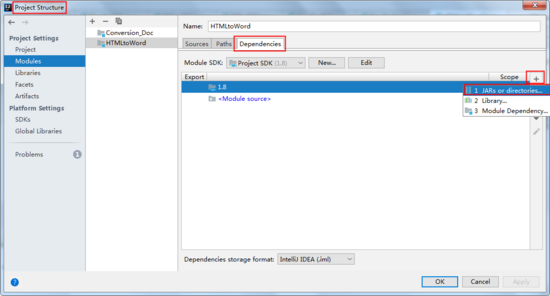 Project Structure
Project Settings
Project
Modules
Libraries
Facets
Artifacts
Platform Settings
SDKs
Global Libraries
Problems 1
Conversion_Doc
HTMLtoWord
Name: HTMLtoWord
Sources Paths Dependencies
Module SDK: Project SDK (1.8) New... Edit
Export Scope
1.8
<Module source>
1 JARs or directories...
2 Library...
3 Module Dependency...
Dependencies storage format: IntelliJ IDEA (.iml)
OK Cancel Apply